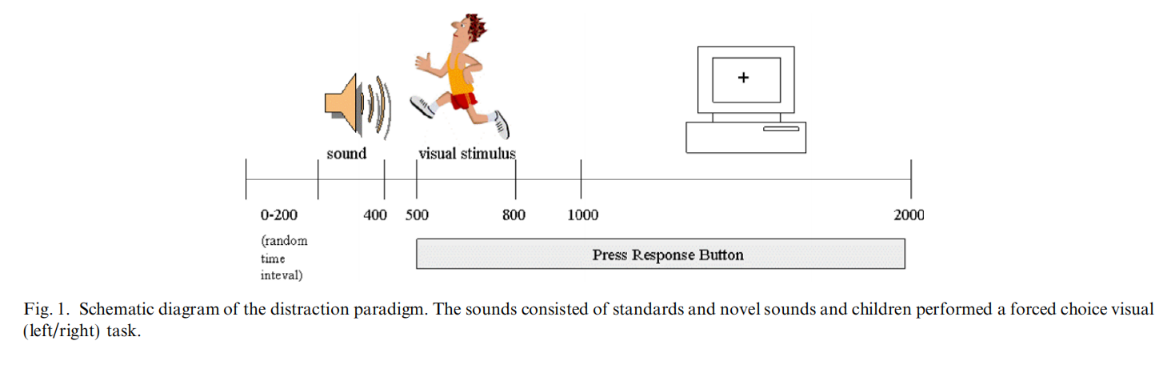 +
sound
visual stimulus
0-200
400
500
800
1000
2000
(random
time
inteval)
Press Response Button
Fig. 1. Schematic diagram of the distraction paradigm. The sounds consisted of standards and novel sounds and children performed a forced choice visual
(left/right) task.